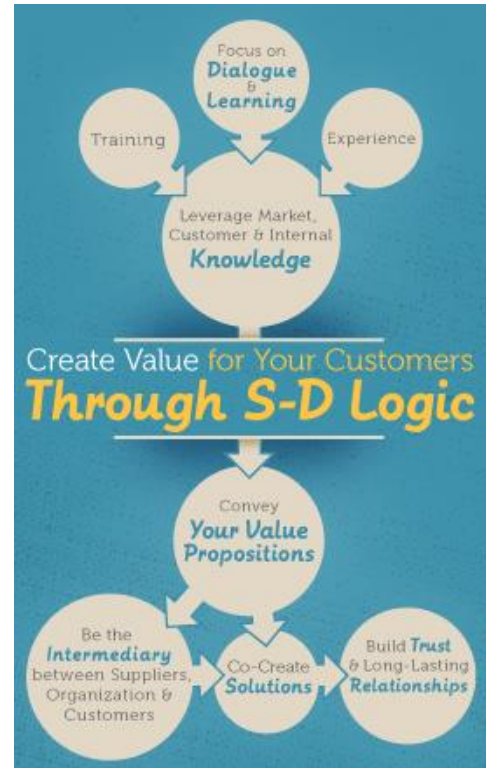 Focus on
Dialogue
&
Learning
Training
Experience
Leverage Market,
Customer & Internal
Knowledge
Create Value for Your Customers
Through S-D Logic
Convey
Your Value
Propositions
Be the
Intermediary
between Suppliers,
Organization &
Customers
Co-Create
Solutions
Build Trust
& Long-Lasting
Relationships